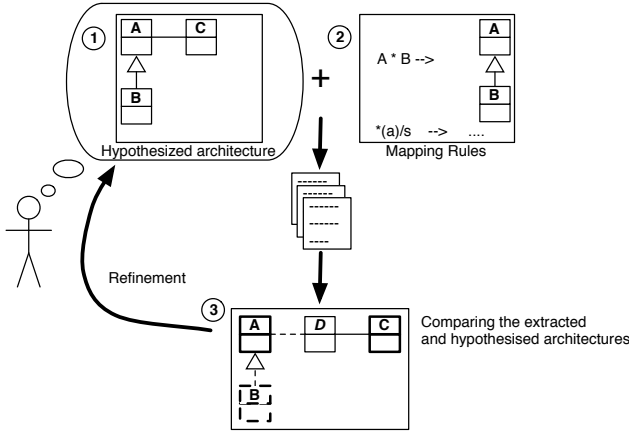 1
A
C
B
Hypothesized architecture
+
2
A
A * B -->
B
*(a)/s --> ....
Mapping Rules
------
------
------
------
----
Refinement
3
A
D
C
B
Comparing the extracted
and hypothesised architectures